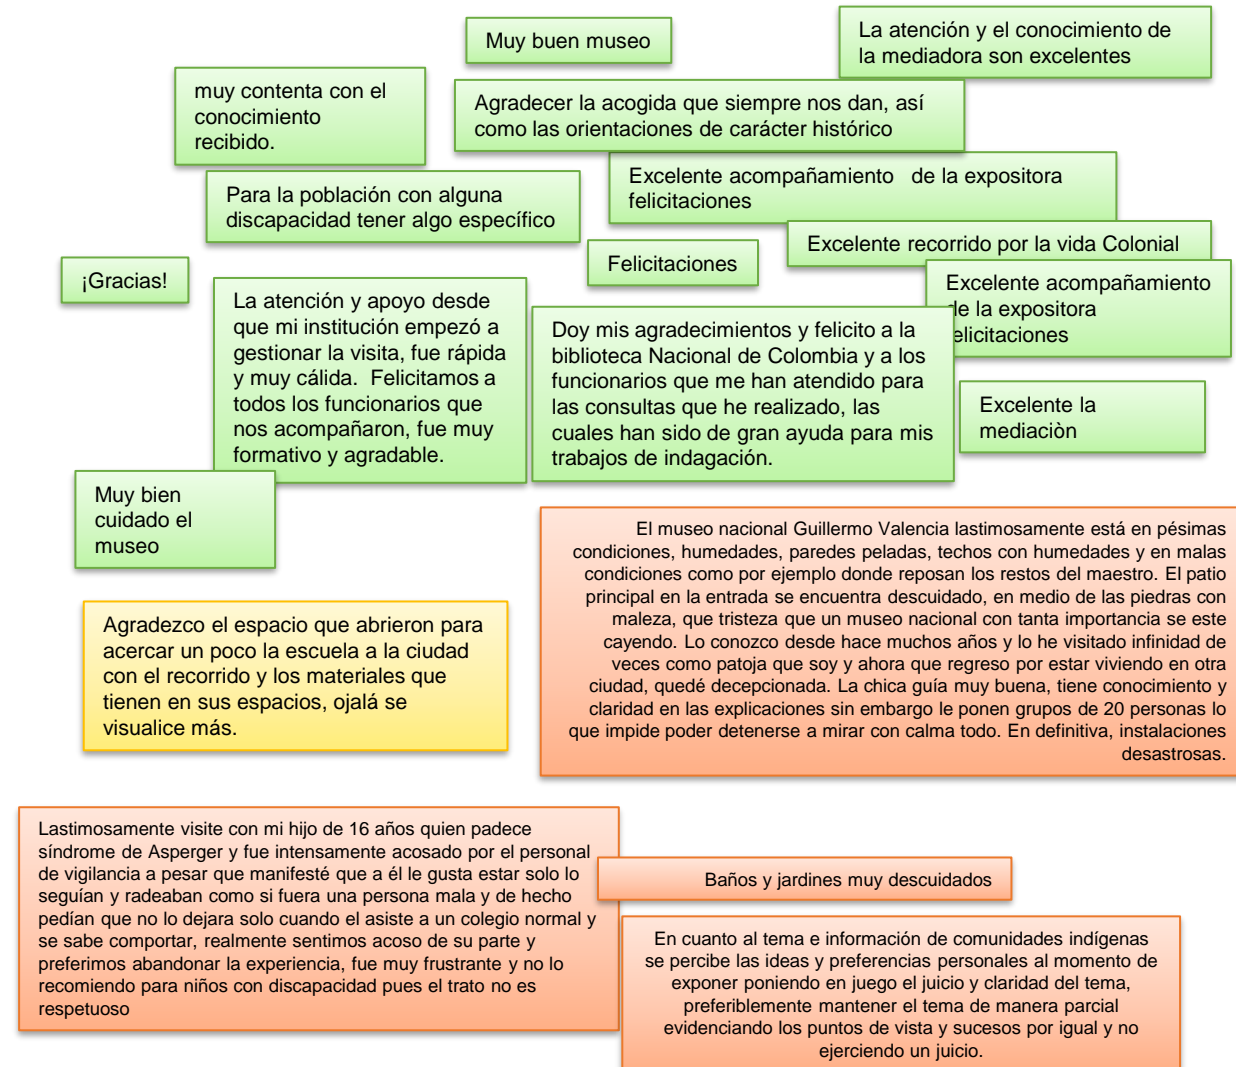 Muy buen museo
La atención y el conocimiento de
la mediadora son excelentes
muy contenta con el
conocimiento
recibido.
Agradecer la acogida que siempre nos dan, así
como las orientaciones de carácter histórico
Para la población con alguna
discapacidad tener algo específico
Excelente acompañamiento de la expositora
felicitaciones
Excelente recorrido por la vida Colonial
Felicitaciones
¡Gracias!
Excelente acompañamiento
de la expositora
felicitaciones
La atención y apoyo desde
que mi institución empezó a
gestionar la visita, fue rápida
y muy cálida. Felicitamos a
todos los funcionarios que
nos acompañaron, fue muy
formativo y agradable.
Doy mis agradecimientos y felicito a la
biblioteca Nacional de Colombia y a los
funcionarios que me han atendido para
las consultas que he realizado, las
cuales han sido de gran ayuda para mis
trabajos de indagación.
Excelente la
mediaciòn
Muy bien
cuidado el
museo
El museo nacional Guillermo Valencia lastimosamente está en pésimas
condiciones, humedades, paredes peladas, techos con humedades y en malas
condiciones como por ejemplo donde reposan los restos del maestro. El patio
principal en la entrada se encuentra descuidado, en medio de las piedras con
maleza, que tristeza que un museo nacional con tanta importancia se este
cayendo. Lo conozco desde hace muchos años y lo he visitado infinidad de
veces como patoja que soy y ahora que regreso por estar viviendo en otra
ciudad, quedé decepcionada. La chica guía muy buena, tiene conocimiento y
claridad en las explicaciones sin embargo le ponen grupos de 20 personas lo
que impide poder detenerse a mirar con calma todo. En definitiva, instalaciones
desastrosas.
Agradezco el espacio que abrieron para
acercar un poco la escuela a la ciudad
con el recorrido y los materiales que
tienen en sus espacios, ojalá se
visualice más.
Lastimosamente visite con mi hijo de 16 años quien padece
síndrome de Asperger y fue intensamente acosado por el personal
de vigilancia a pesar que manifesté que a él le gusta estar solo lo
seguían y radeaban como si fuera una persona mala y de hecho
pedían que no lo dejara solo cuando el asiste a un colegio normal y
se sabe comportar, realmente sentimos acoso de su parte y
preferimos abandonar la experiencia, fue muy frustrante y no lo
recomiendo para niños con discapacidad pues el trato no es
respetuoso
Baños y jardines muy descuidados
En cuanto al tema e información de comunidades indígenas
se percibe las ideas y preferencias personales al momento de
exponer poniendo en juego el juicio y claridad del tema,
preferiblemente mantener el tema de manera parcial
evidenciando los puntos de vista y sucesos por igual y no
ejerciendo un juicio.